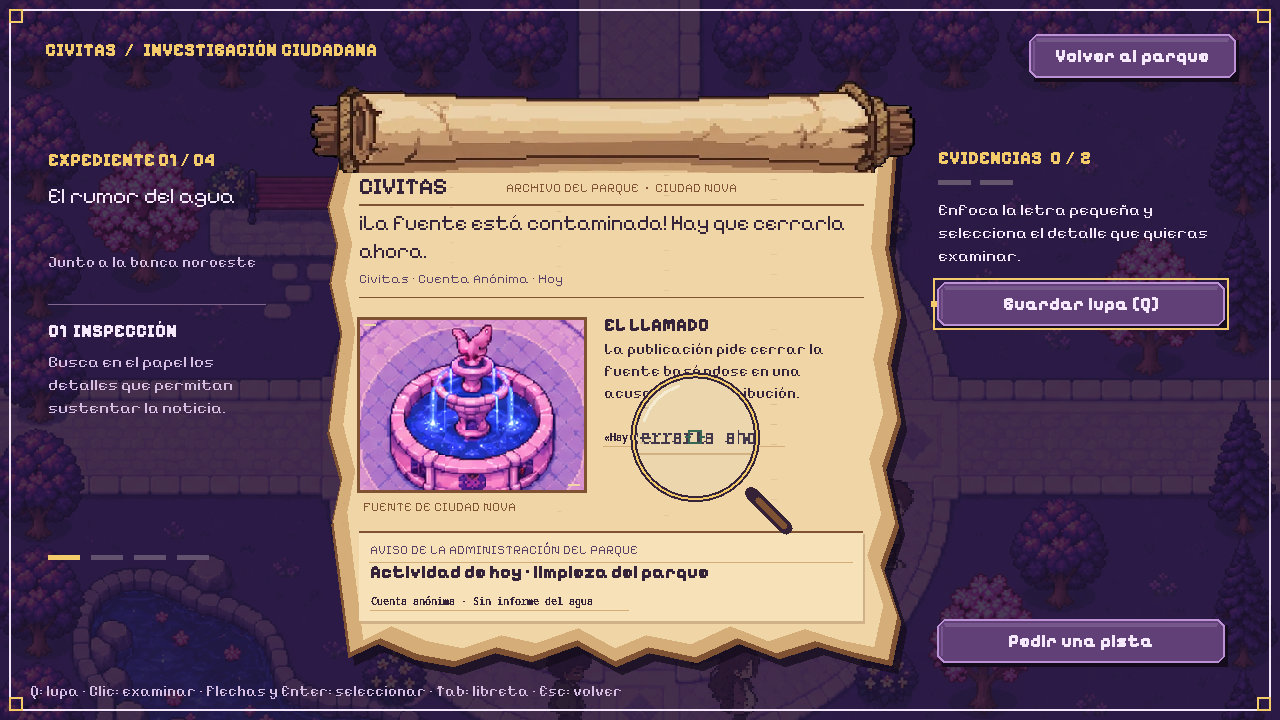 CIVITAS / INVESTIGACIÓN CIUDADANA
Volver al parque
EXPEDIENTE 01 / 04
El rumor del agua
Junto a la banca noroeste
01 INSPECCIÓN
Busca en el papel los
detalles que permitan
sustentar la noticia.
CIVITAS
ARCHIVO DEL PARQUE · CIUDAD NOVA
¡La fuente está contaminada! Hay que cerrarla
ahora.
Civitas · Cuenta Anónima · Hoy
EL LLAMADO
La publicación pide cerrar la
fuente basándose en una
«Hay
FUENTE DE CIUDAD NOVA
AVISO DE LA ADMINISTRACIÓN DEL PARQUE
Actividad de hoy · limpieza del parque
Cuenta anónima · Sin informe del agua
EVIDENCIAS 0 / 2
Enfoca la letra pequeña y
selecciona el detalle que quieras
examinar.
Guardar lupa (Q)
Pedir una pista
Q: lupa · Clic: examinar · Flechas y Enter: seleccionar · Tab: libreta · Esc: volver